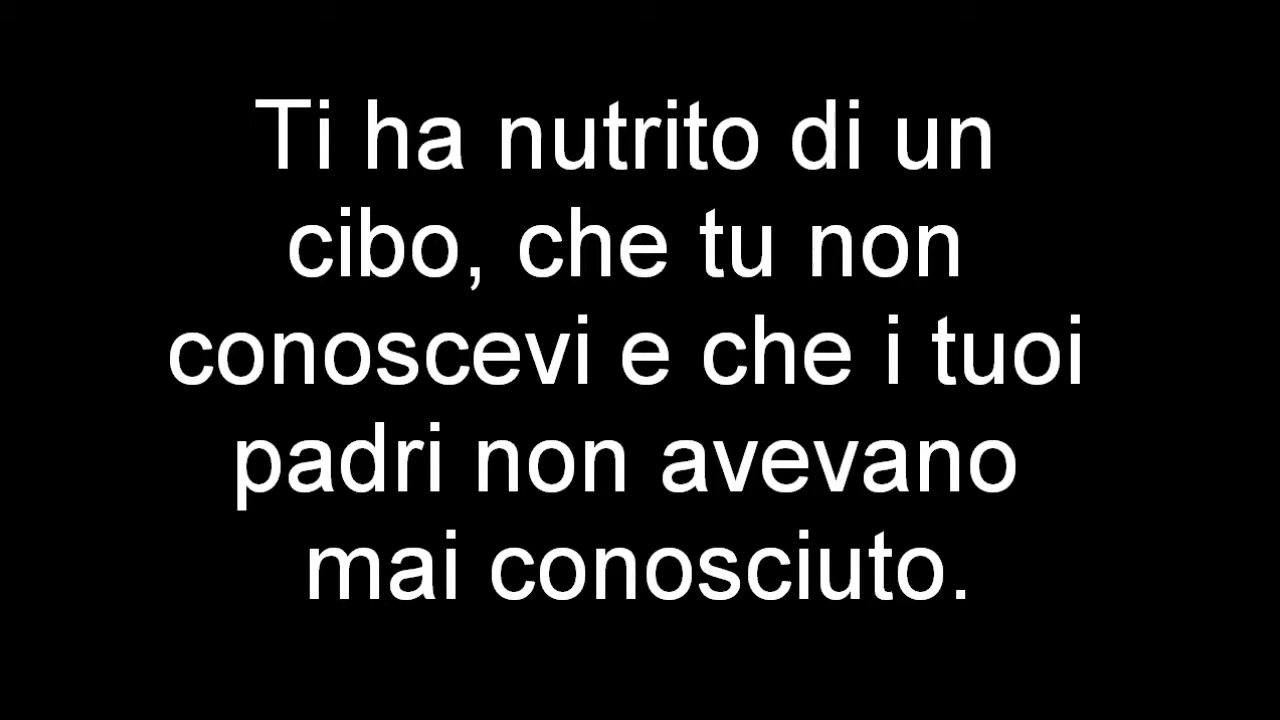 Ti ha nutrito di un
cibo, che tu non
conoscevi e che i tuoi
padri non avevano
mai conosciuto.